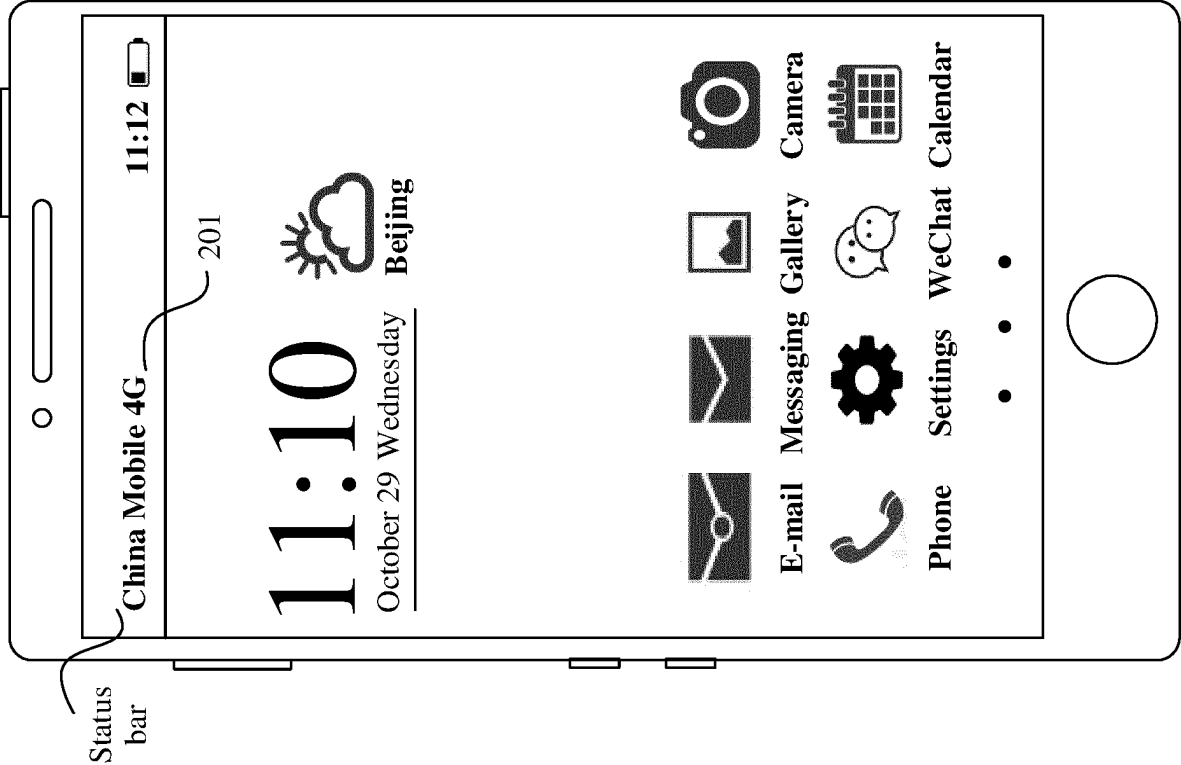 Status
bar
China Mobile 4G
11:12
201
11:10
October 29 Wednesday
Beijing
E-mail Messaging Gallery Camera
Phone Settings WeChat Calendar